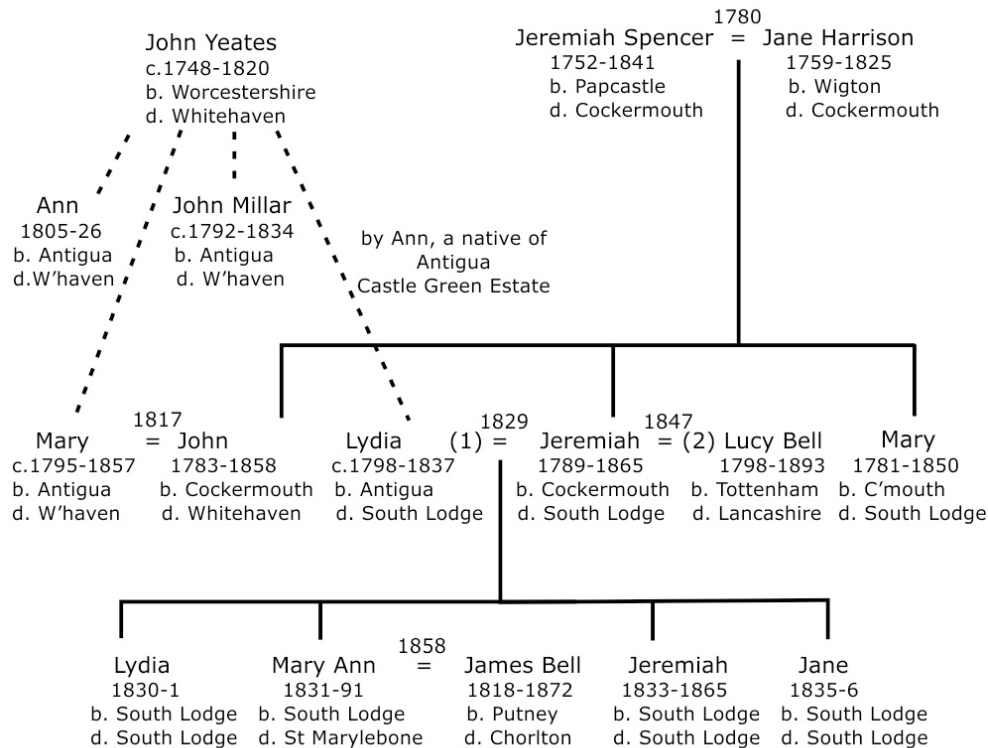 John Yeates
c.1748-1820
b. Worcestershire
d. Whitehaven
1780
Jeremiah Spencer = Jane Harrison
1752-1841
b. Papcastle
d. Cockermouth
1759-1825
b. Wigton
d. Cockermouth
Ann
1805-26
b. Antigua
d.W'haven
John Millar
c.1792-1834
b. Antigua
d. W'haven
by Ann, a native of
Antigua
Castle Green Estate
Mary
c.1795-1857
b. Antigua
d. W'haven
1817
=
John
1783-1858
b. Cockermouth
d. Whitehaven
Lydia
c.1798-1837
b. Antigua
d. South Lodge
1829
(1) =
Jeremiah
1789-1865
b. Cockermouth
d. South Lodge
1847
= (2) Lucy Bell
1798-1893
b. Tottenham
d. Lancashire
Mary
1781-1850
b. C'mouth
d. South Lodge
Lydia
1830-1
b. South Lodge
d. South Lodge
Mary Ann
1831-91
b. South Lodge
d. St Marylebone
1858
=
James Bell
1818-1872
b. Putney
d. Chorlton
Jeremiah
1833-1865
b. South Lodge
d. South Lodge
Jane
1835-6
b. South Lodge
d. South Lodge